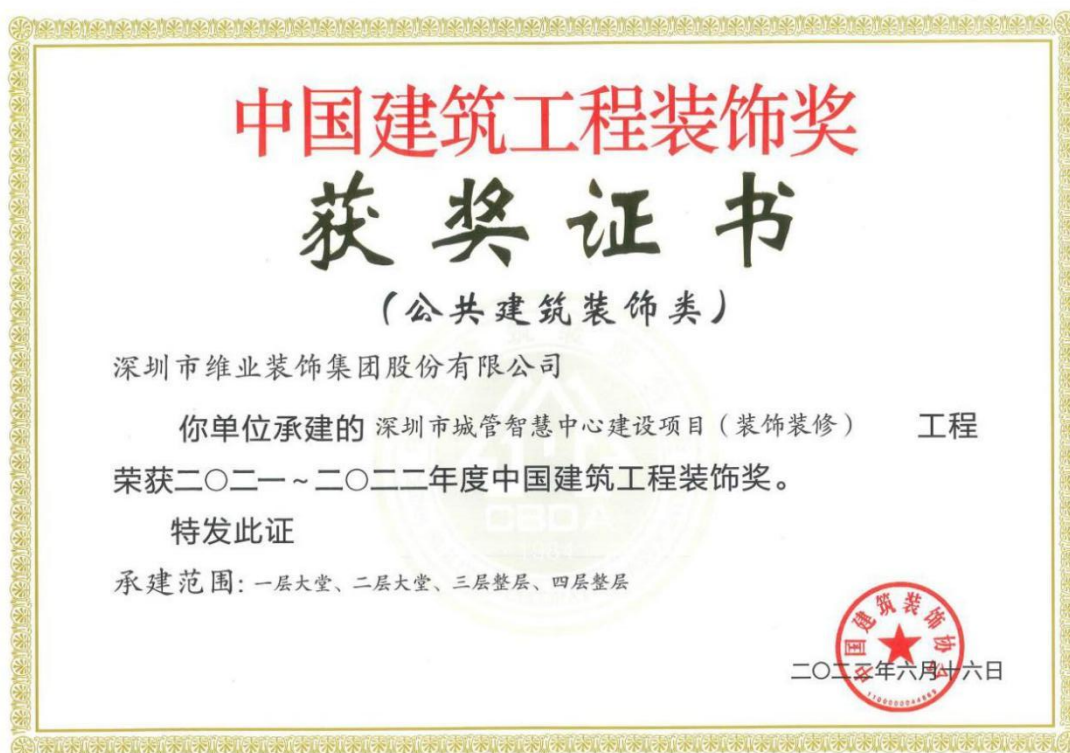 中国建筑工程装饰奖
获奖证书
(公共建筑装饰类)
深圳市维业装饰集团股份有限公司
你单位承建的 深圳市城管智慧中心建设项目（装饰装修） 工程
荣获二〇二一~二〇二二年度中国建筑工程装饰奖。
特发此证
承建范围: 一层大堂、二层大堂、三层整层、四层整层
中国建筑装饰协会
六月十六日
CBDA